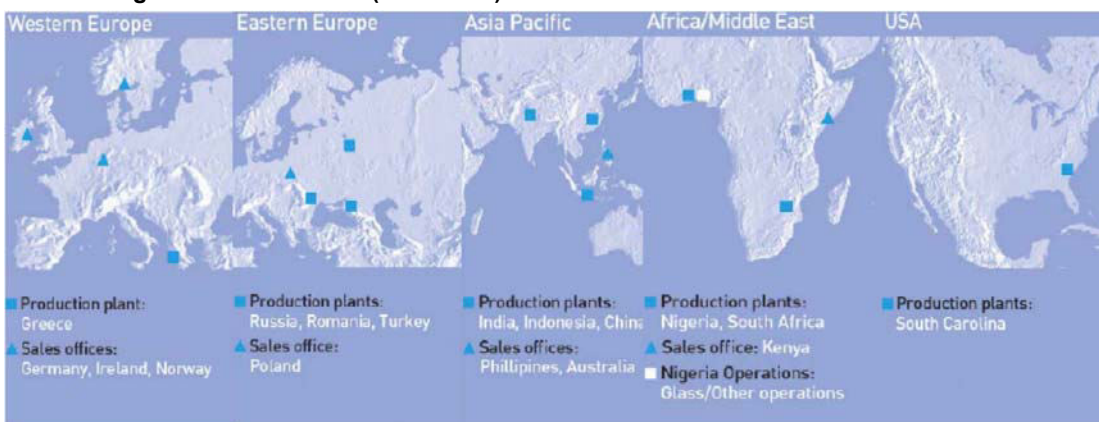 Western Europe
Eastern Europe
Asia Pacific
Africa/Middle East
USA
Production plant:
Greece
Sales offices:
Germany, Ireland, Norway
Production plants:
Russia, Romania, Turkey
Sales office:
Poland
Production plants:
India, Indonesia, China
Sales offices:
Phillipines, Australia
Production plants:
Nigeria, South Africa
Sales office: Kenya
Nigeria Operations:
Glass/Other operations
Production plants:
South Carolina